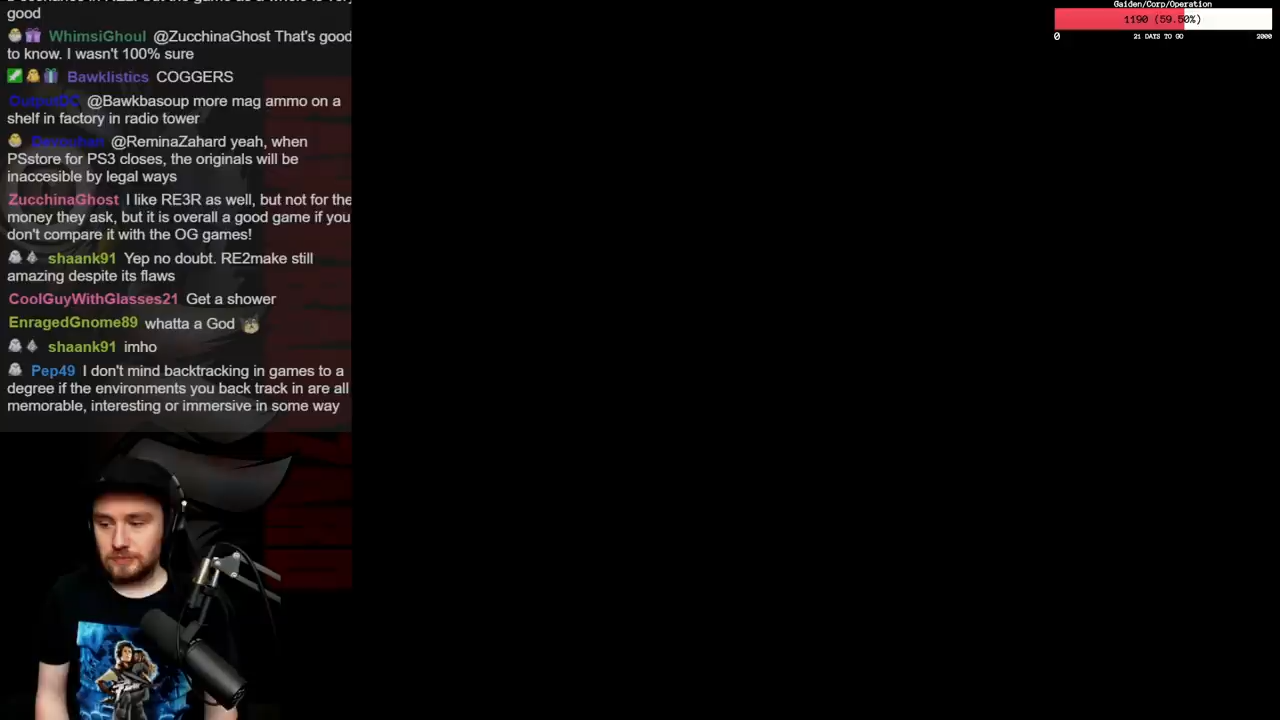 good
WhimsiGhoul @ZucchinaGhost That's good
to know. I wasn't 100% sure
Bawklistics COGGERS
OutputDC @Bawkbasoup more mag ammo on a
shelf in factory in radio tower
@ReminaZahard yeah, when
PSstore for PS3 closes, the originals will be
inaccesible by legal ways
ZucchinaGhost I like RE3R as well, but not for the
money they ask, but it is overall a good game if you
don't compare it with the OG games!
shaank91 Yep no doubt. RE2make still
amazing despite its flaws
CoolGuyWithGlasses21 Get a shower
EnragedGnome89 whatta a God
shaank91 imho
Pep49 I don't mind backtracking in games to a
degree if the environments you back track in are all
memorable, interesting or immersive in some way
Gaiden/Corp/Operation
1190 (59.50%)
0 21 DAYS TO GO 2000